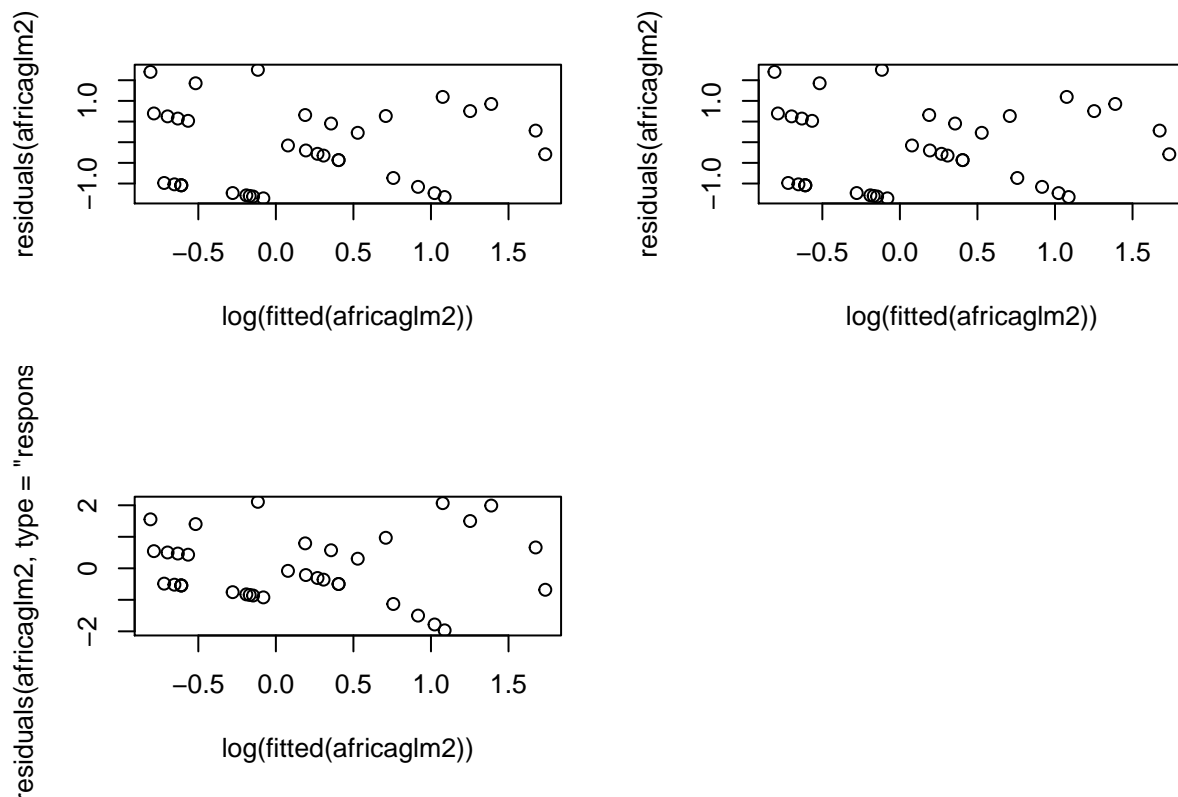 residuals(africaglm2)
1.0
−1.0
−0.5 0.0 0.5 1.0 1.5
log(fitted(africaglm2))
residuals(africaglm2)
1.0
−1.0
−0.5 0.0 0.5 1.0 1.5
log(fitted(africaglm2))
residuals(africaglm2, type = "respons
2
0
−2
−0.5 0.0 0.5 1.0 1.5
log(fitted(africaglm2))